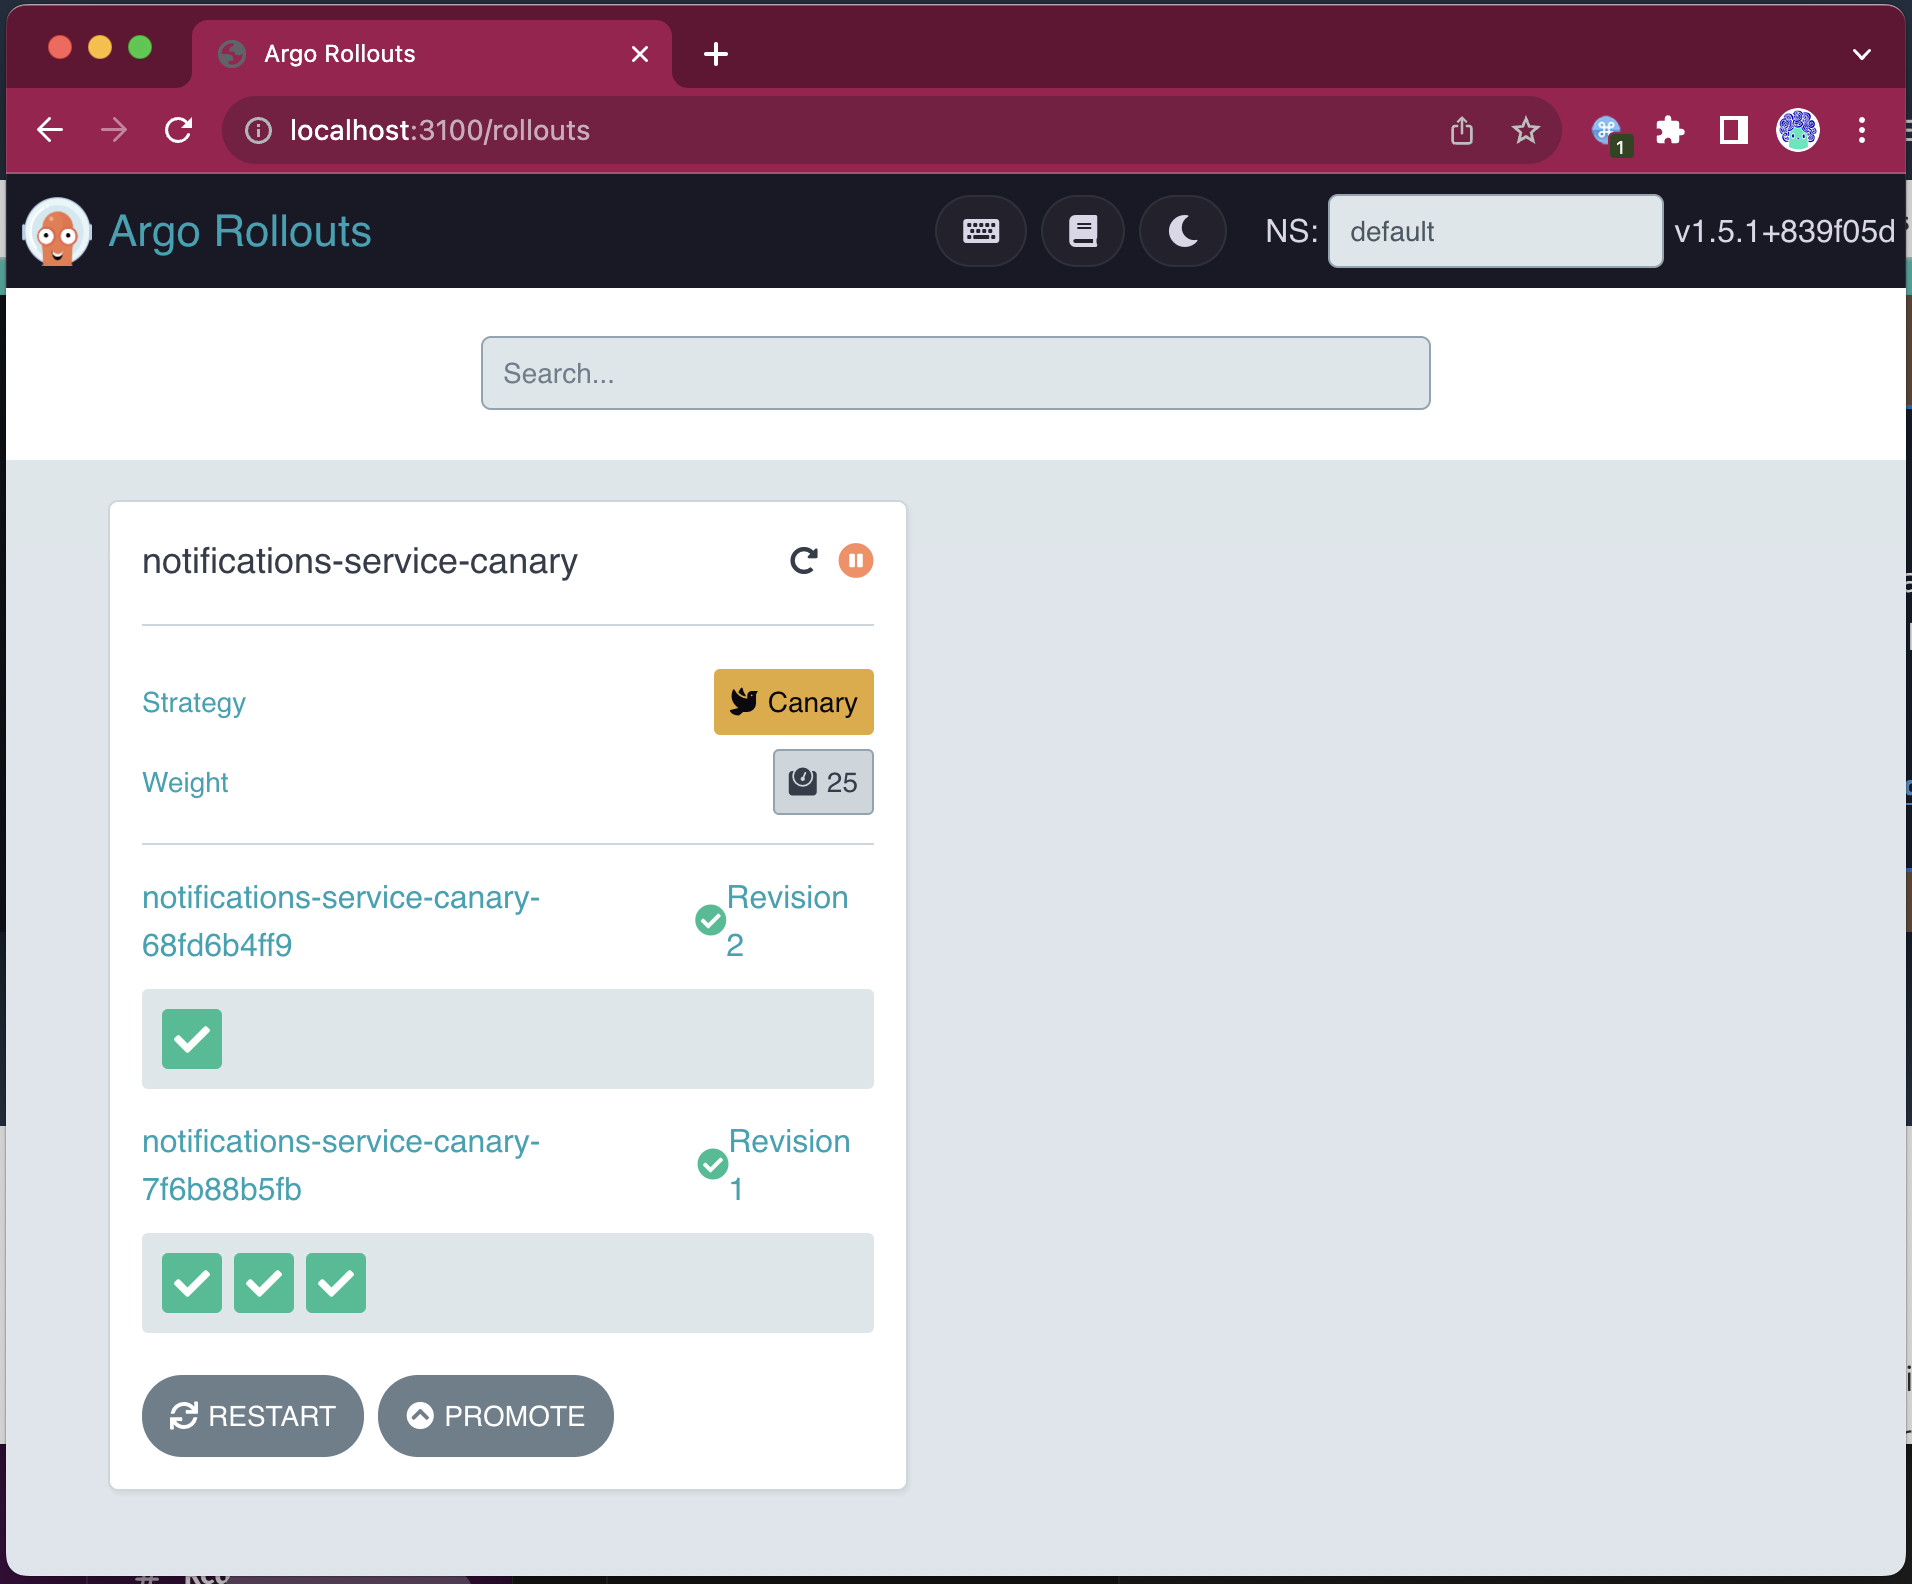 Argo Rollouts
localhost:3100/rollouts
1
Argo Rollouts
NS:
default
v1.5.1+839f05d
Search...
notifications-service-canary
Strategy
Canary
Weight
25
notifications-service-canary-
68fd6b4ff9
Revision
2
notifications-service-canary-
7f6b88b5fb
Revision
1
RESTART
PROMOTE